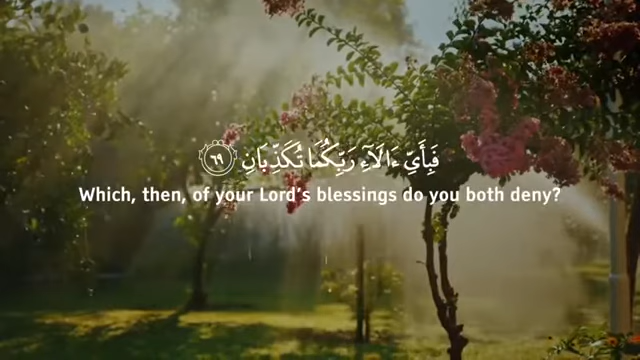 فَبِأَيِّ ءَالَآءِ رَبِّكُمَا تُكَذِّبَانِ ٦٩
Which, then, of your Lord’s blessings do you both deny?